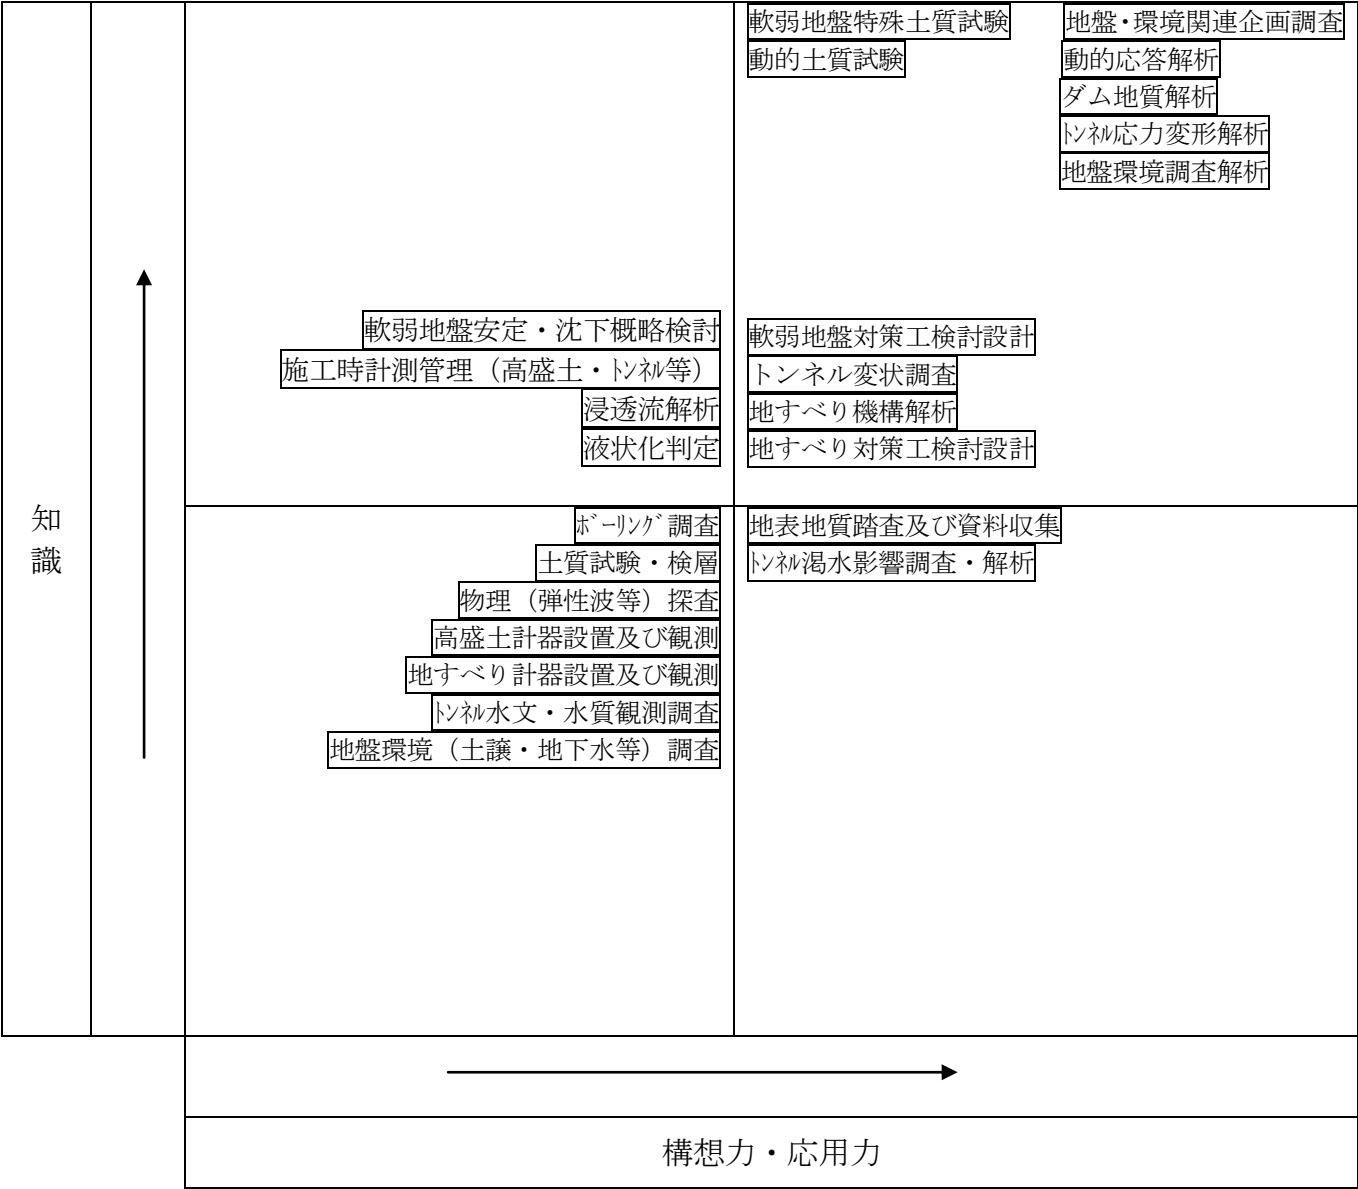 軟弱地盤特殊土質試験 地盤・環境関連企画調査
動的土質試験 動的応答解析
ダム地質解析
ﾄﾝﾈﾙ応力変形解析
地盤環境調査解析
軟弱地盤安定・沈下概略検討
施工時計測管理（高盛土・ﾄﾝﾈﾙ等）
浸透流解析
液状化判定
軟弱地盤対策工検討設計
トンネル変状調査
地すべり機構解析
地すべり対策工検討設計
知
識
ﾎﾞｰﾘﾝｸﾞ調査
土質試験・検層
物理（弾性波等）探査
高盛土計器設置及び観測
地すべり計器設置及び観測
ﾄﾝﾈﾙ水文・水質観測調査
地盤環境（土譲・地下水等）調査
地表地質踏査及び資料収集
ﾄﾝﾈﾙ渇水影響調査・解析
構想力・応用力